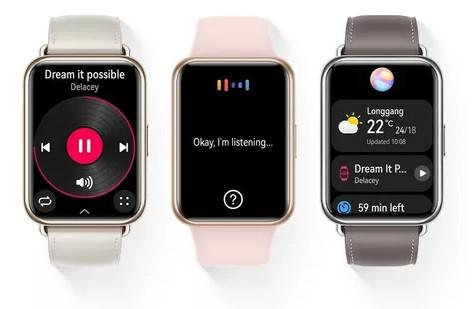 Dream it possible
Delacey
Okay, I'm listening...
?
Longgang
22°C 24/18
Updated 10:08
Dream It P...
Delacey
59 min left